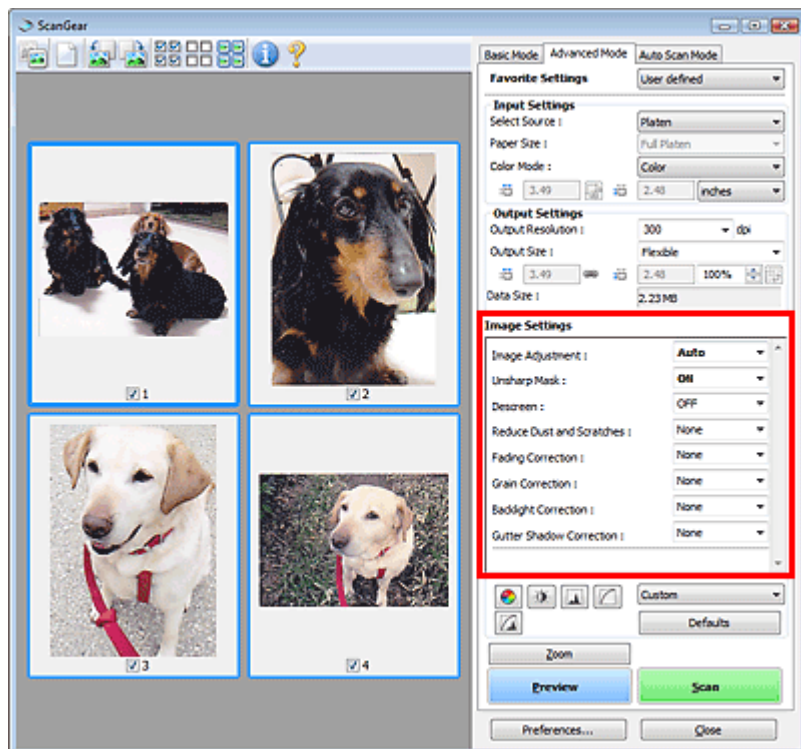 ScanGear
Basic Mode Advanced Mode Auto Scan Mode
Favorite Settings User defined
Input Settings
Select Source : Platen
Paper Size : Full Platen
Color Mode : Color
3.49 2.48 inches
Output Settings
Output Resolution : 300 dpi
Output Size : Flexible
3.49 2.48 100%
Data Size : 2.23 MB
Image Settings
Image Adjustment : Auto
Unsharp Mask : ON
Descreen : OFF
Reduce Dust and Scratches : None
Fading Correction : None
Grain Correction : None
Backlight Correction : None
Gutter Shadow Correction : None
Custom
Defaults
Zoom
Preview Scan
Preferences... Close
1
2
3
4